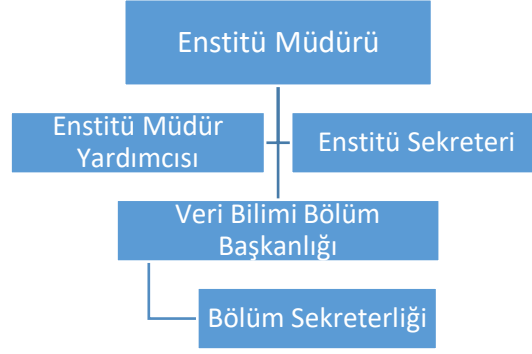 Enstitü Müdürü
Enstitü Müdür
Yardımcısı
Enstitü Sekreteri
Veri Bilimi Bölüm
Başkanlığı
Bölüm Sekreterliği